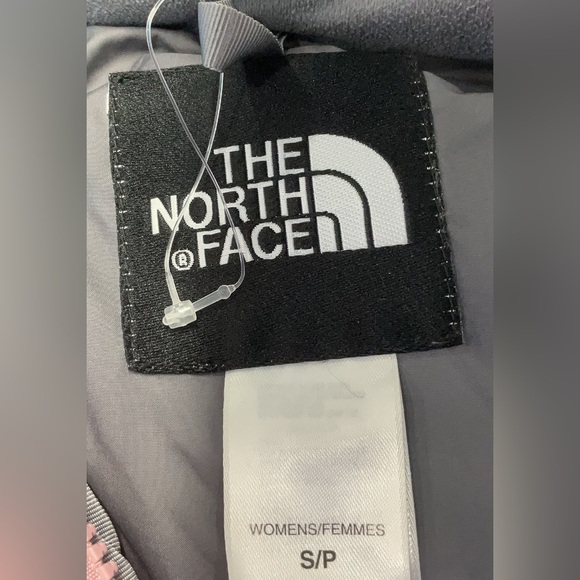 THE
NORTH
®FACE
WOMENS/FEMMES
S/P